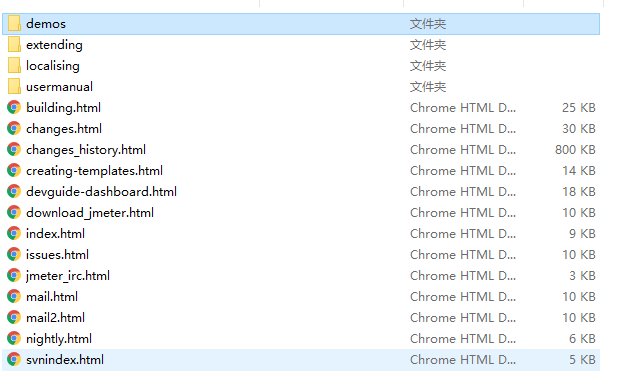 demos 文件夹
extending 文件夹
localising 文件夹
usermanual 文件夹
building.html Chrome HTML D... 25 KB
changes.html Chrome HTML D... 30 KB
changes_history.html Chrome HTML D... 800 KB
creating-templates.html Chrome HTML D... 14 KB
devguide-dashboard.html Chrome HTML D... 18 KB
download_jmeter.html Chrome HTML D... 10 KB
index.html Chrome HTML D... 9 KB
issues.html Chrome HTML D... 10 KB
jmeter_irc.html Chrome HTML D... 3 KB
mail.html Chrome HTML D... 10 KB
mail2.html Chrome HTML D... 10 KB
nightly.html Chrome HTML D... 6 KB
svnindex.html Chrome HTML D... 5 KB